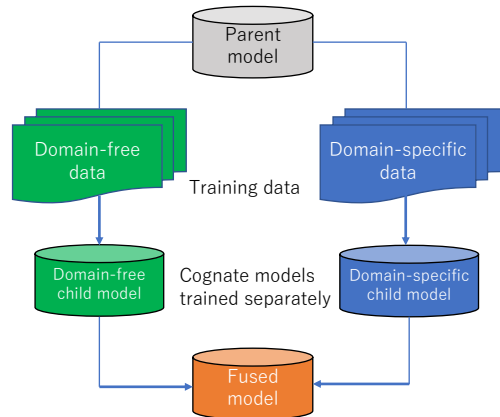 Parent
model
Domain-free
data
Domain-specific
data
Training data
Domain-free
child model
Cognate models
trained separately
Domain-specific
child model
Fused
model